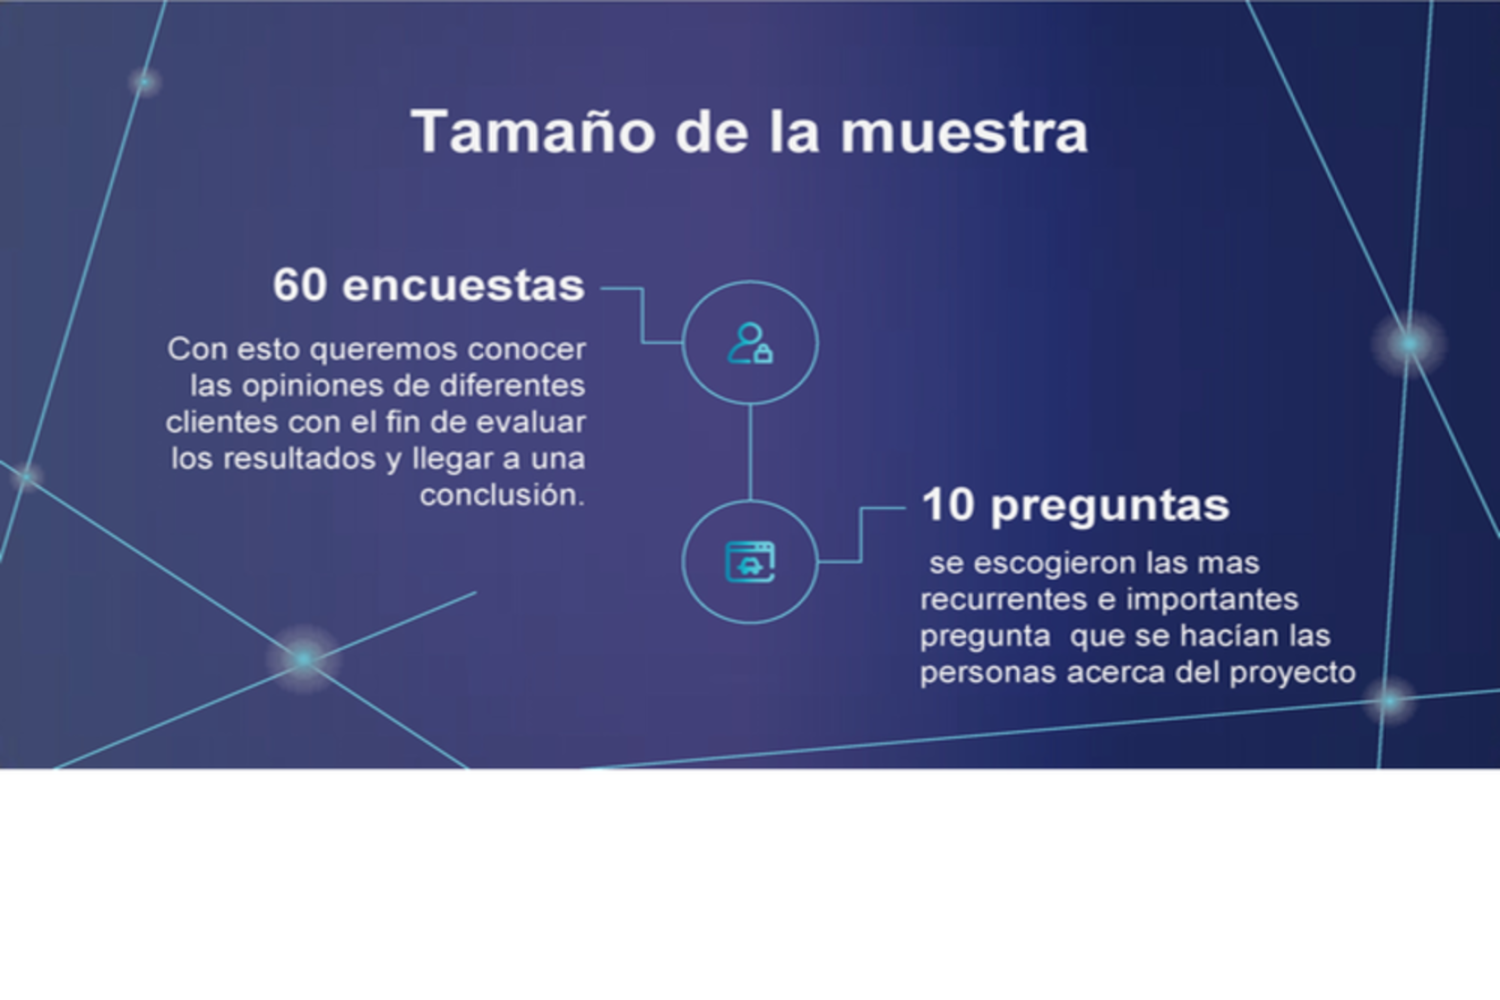 Tamaño de la muestra
60 encuestas
Con esto queremos conocer
las opiniones de diferentes
clientes con el fin de evaluar
los resultados y llegar a una
conclusión.
10 preguntas
se escogieron las mas
recurrentes e importantes
pregunta  que se hacían las
personas acerca del proyecto